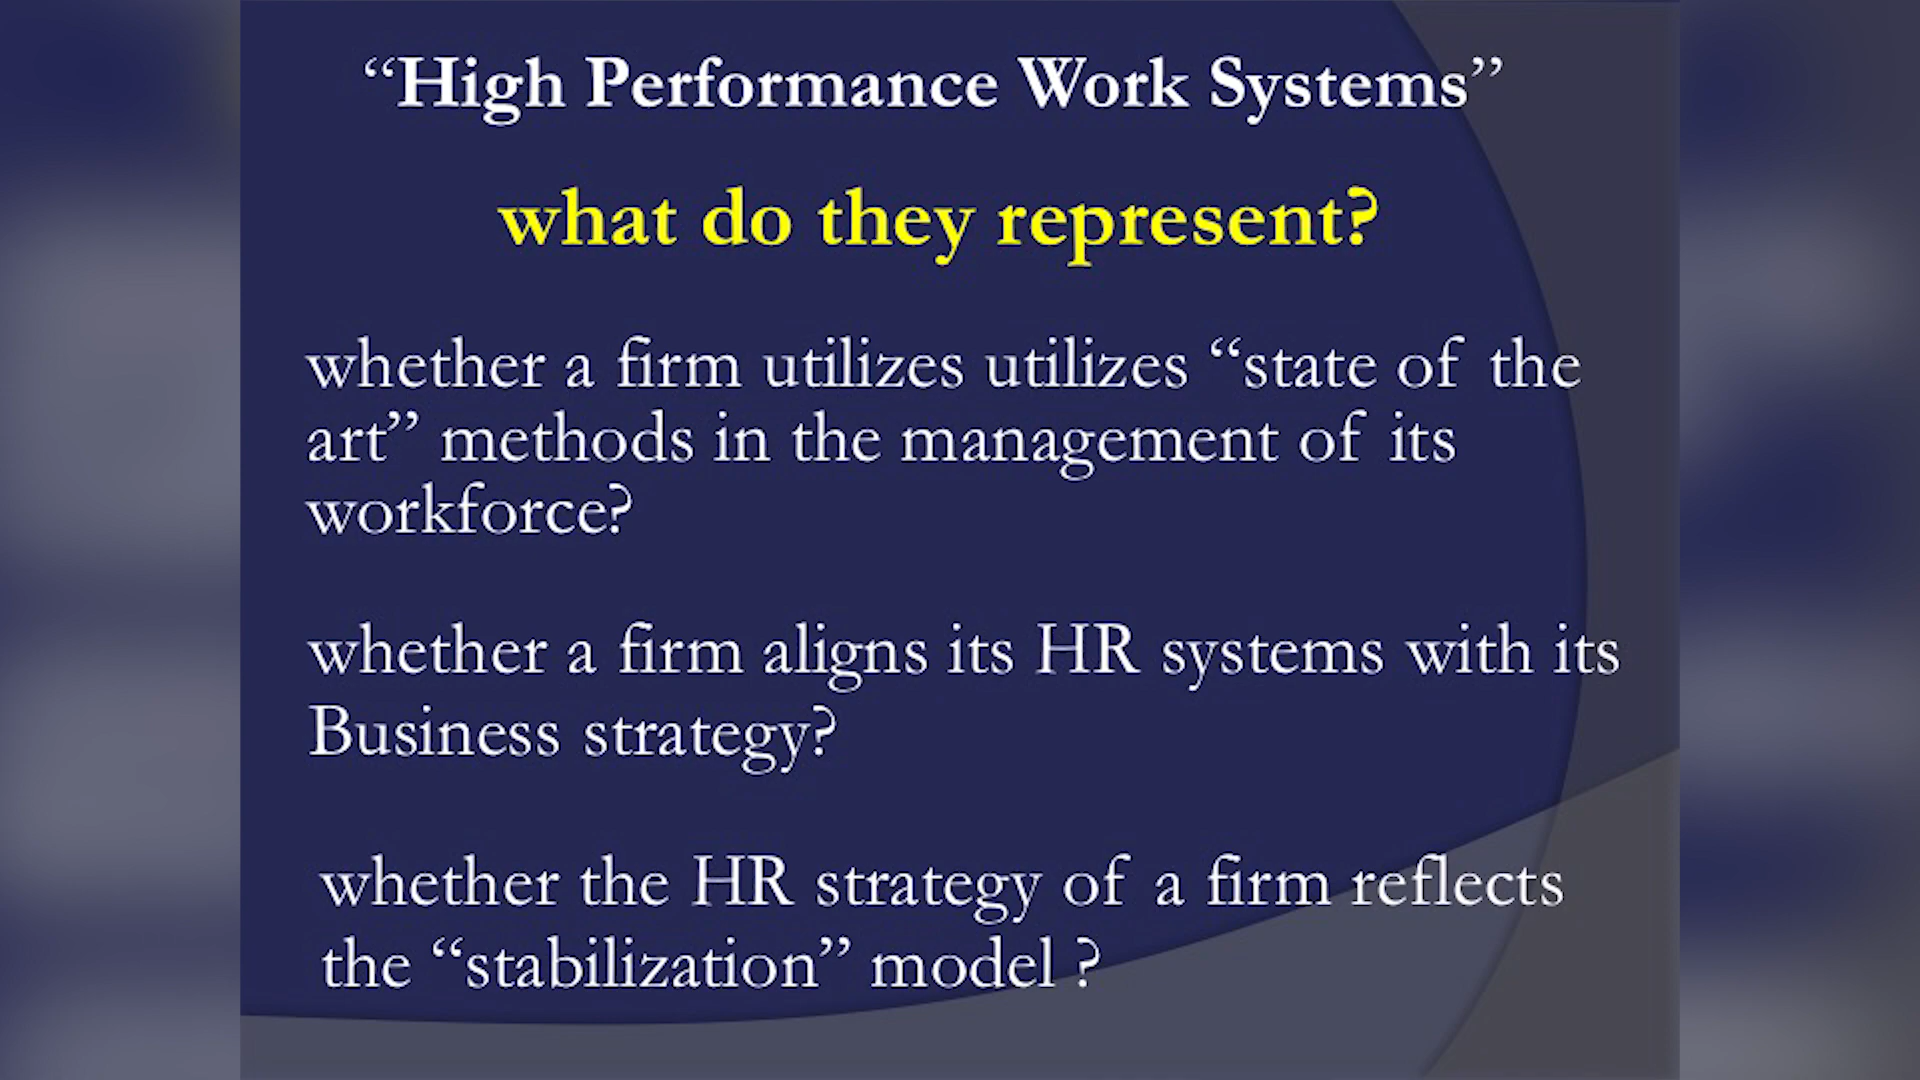 “High Performance Work Systems”
what do they represent?
whether a firm utilizes utilizes “state of the
art” methods in the management of its
workforce?
whether a firm aligns its HR systems with its
Business strategy?
whether the HR strategy of a firm reflects
the “stabilization” model ?